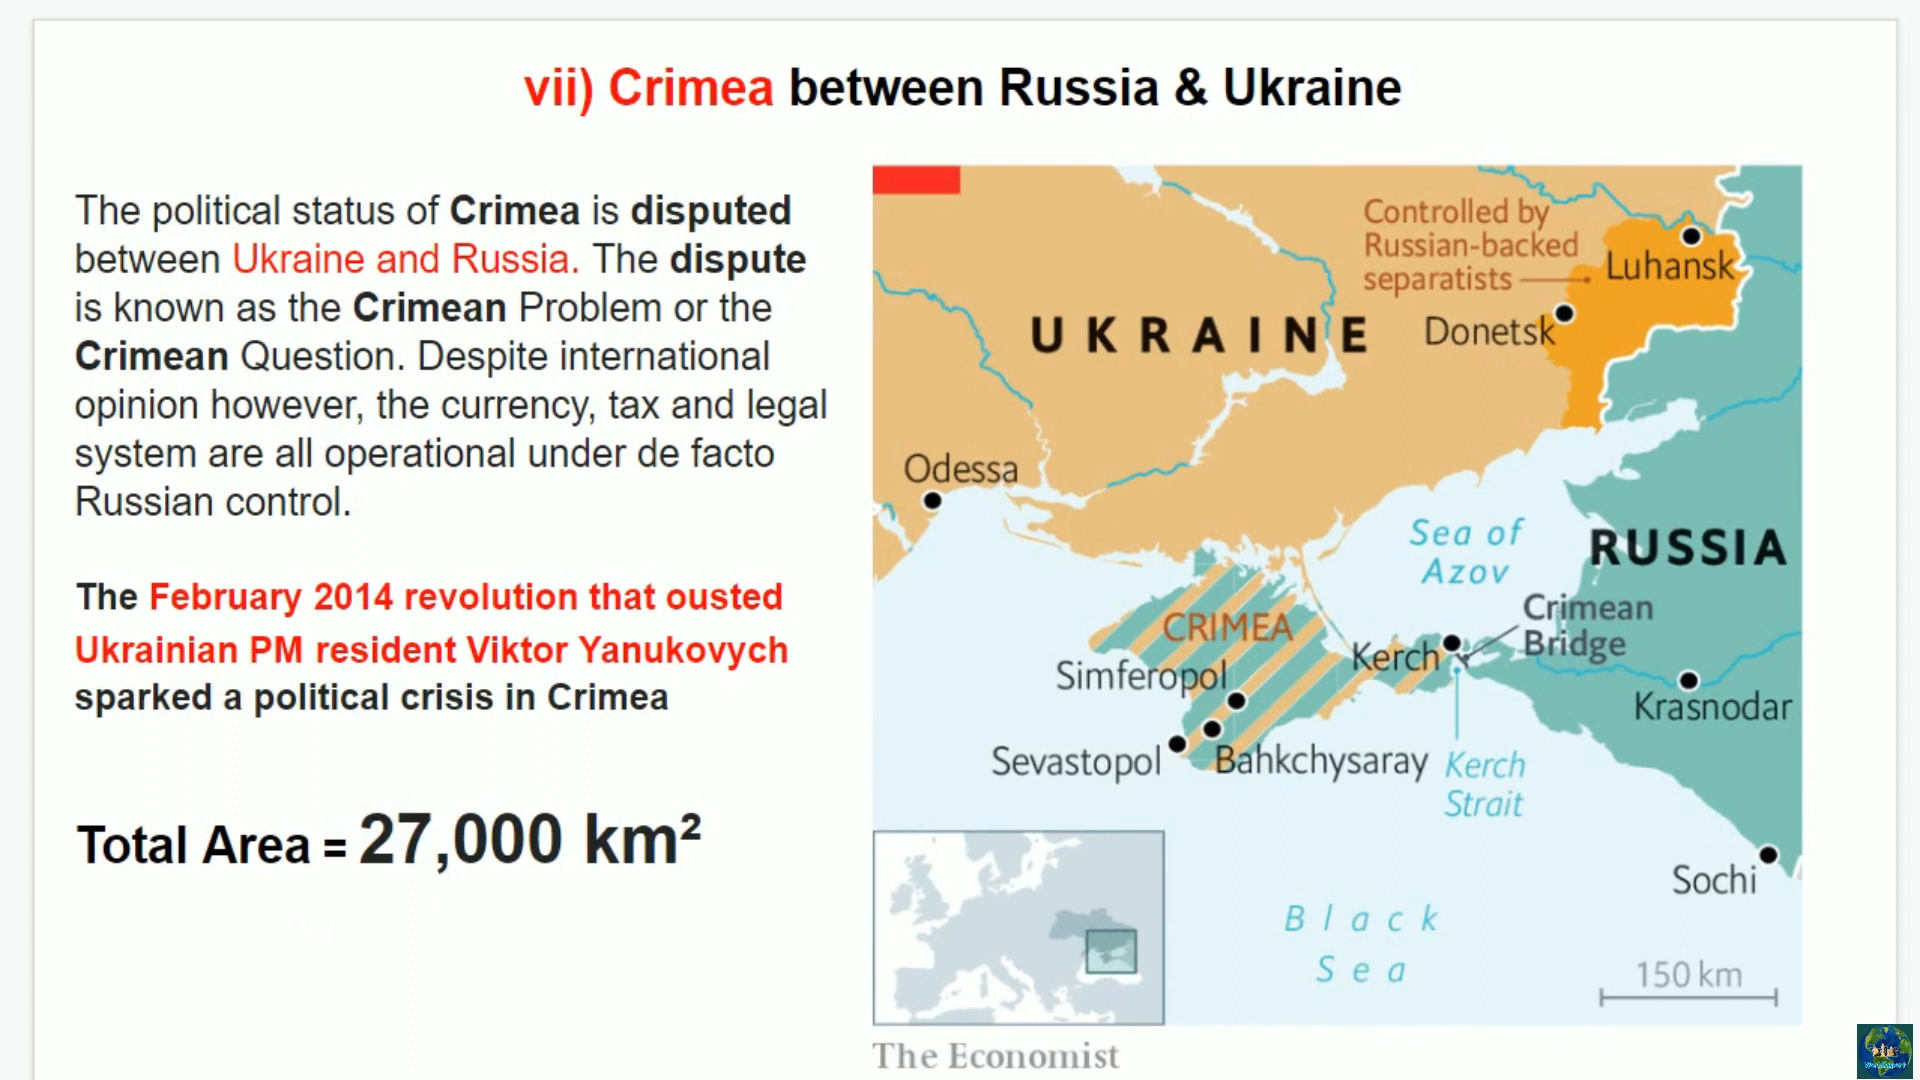 vii) Crimea between Russia & Ukraine
The political status of Crimea is disputed
between Ukraine and Russia. The dispute
is known as the Crimean Problem or the
Crimean Question. Despite international
opinion however, the currency, tax and legal
system are all operational under de facto
Russian control.
The February 2014 revolution that ousted
Ukrainian PM resident Viktor Yanukovych
sparked a political crisis in Crimea
Total Area = 27,000 km²
Controlled by
Russian-backed
separatists
Luhansk
UKRAINE
Donetsk
Odessa
Sea of
Azov
RUSSIA
CRIMEA
Crimean
Bridge
Kerch
Simferopol
Krasnodar
Sevastopol
Bahkchysaray
Kerch
Strait
Sochi
Black
Sea
150 km
The Economist